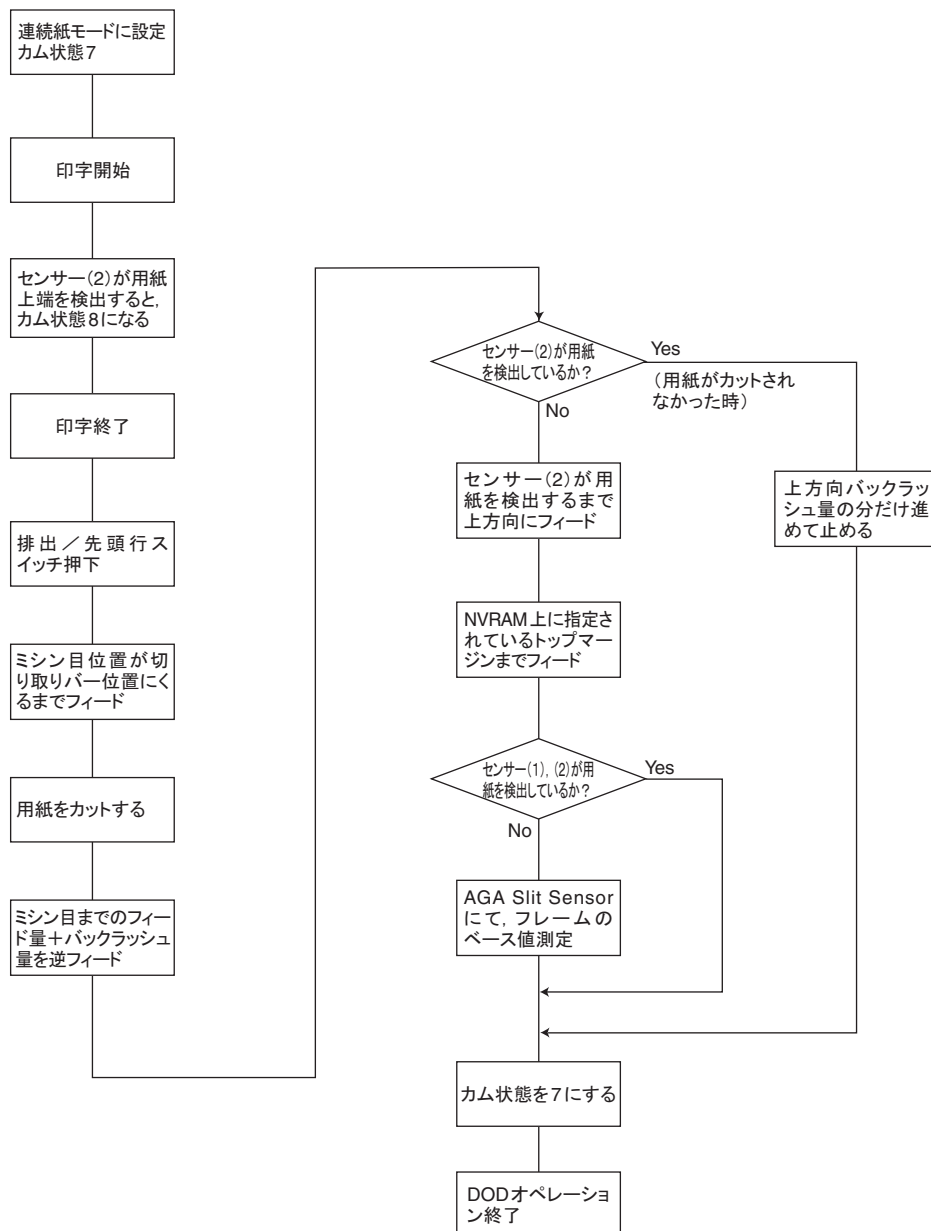 連続紙モードに設定
カム状態7
印字開始
センサー(2)が用紙
上端を検出すると,
カム状態8になる
印字終了
排出／先頭行ス
イッチ押下
ミシン目位置が切
り取りバー位置にく
るまでフィード
用紙をカットする
ミシン目までのフィー
ド量＋バックラッシュ
量を逆フィード
センサー(2)が用紙
を検出しているか？
Yes
（用紙がカットされ
なかった時）
No
センサー(2)が用
紙を検出するまで
上方向にフィード
上方向バックラッ
シュ量の分だけ進
めて止める
NVRAM上に指定さ
れているトップマー
ジンまでフィード
センサー(1), (2)が用
紙を検出しているか？
Yes
No
AGA Slit Sensor
にて, フレームの
ベース値測定
カム状態を7にする
DODオペレーショ
ン終了